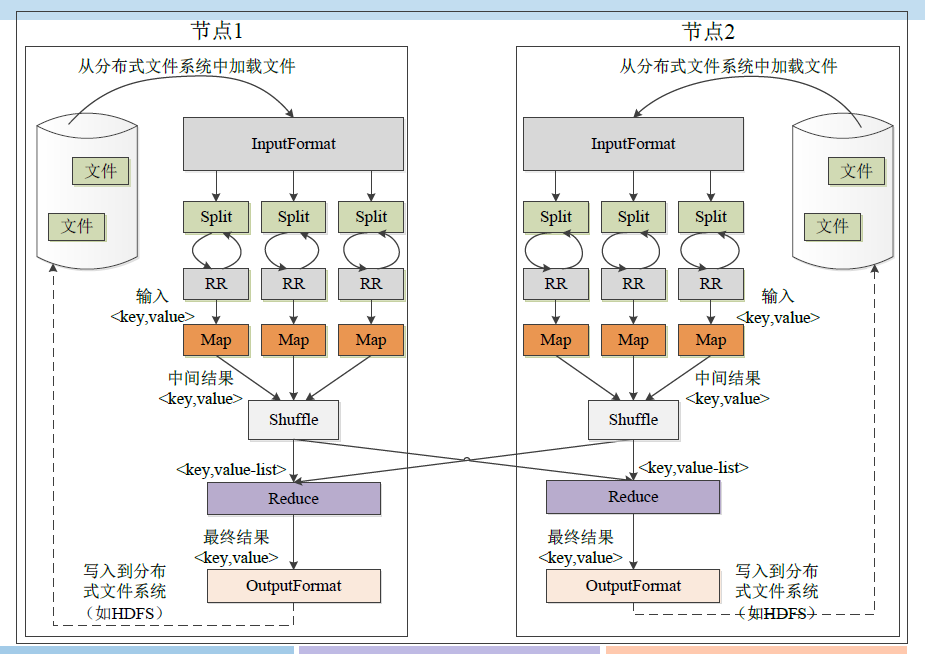 节点1
从分布式文件系统中加载文件
InputFormat
文件
文件
Split
Split
Split
RR
RR
RR
输入
<key,value>
Map
Map
Map
中间结果
<key,value>
Shuffle
<key,value-list>
Reduce
最终结果
<key,value>
OutputFormat
写入到分布
式文件系统
（如HDFS）
节点2
从分布式文件系统中加载文件
InputFormat
文件
文件
Split
Split
Split
RR
RR
RR
输入
<key,value>
Map
Map
Map
中间结果
<key,value>
Shuffle
<key,value-list>
Reduce
最终结果
<key,value>
OutputFormat
写入到分布
式文件系统
（如HDFS）